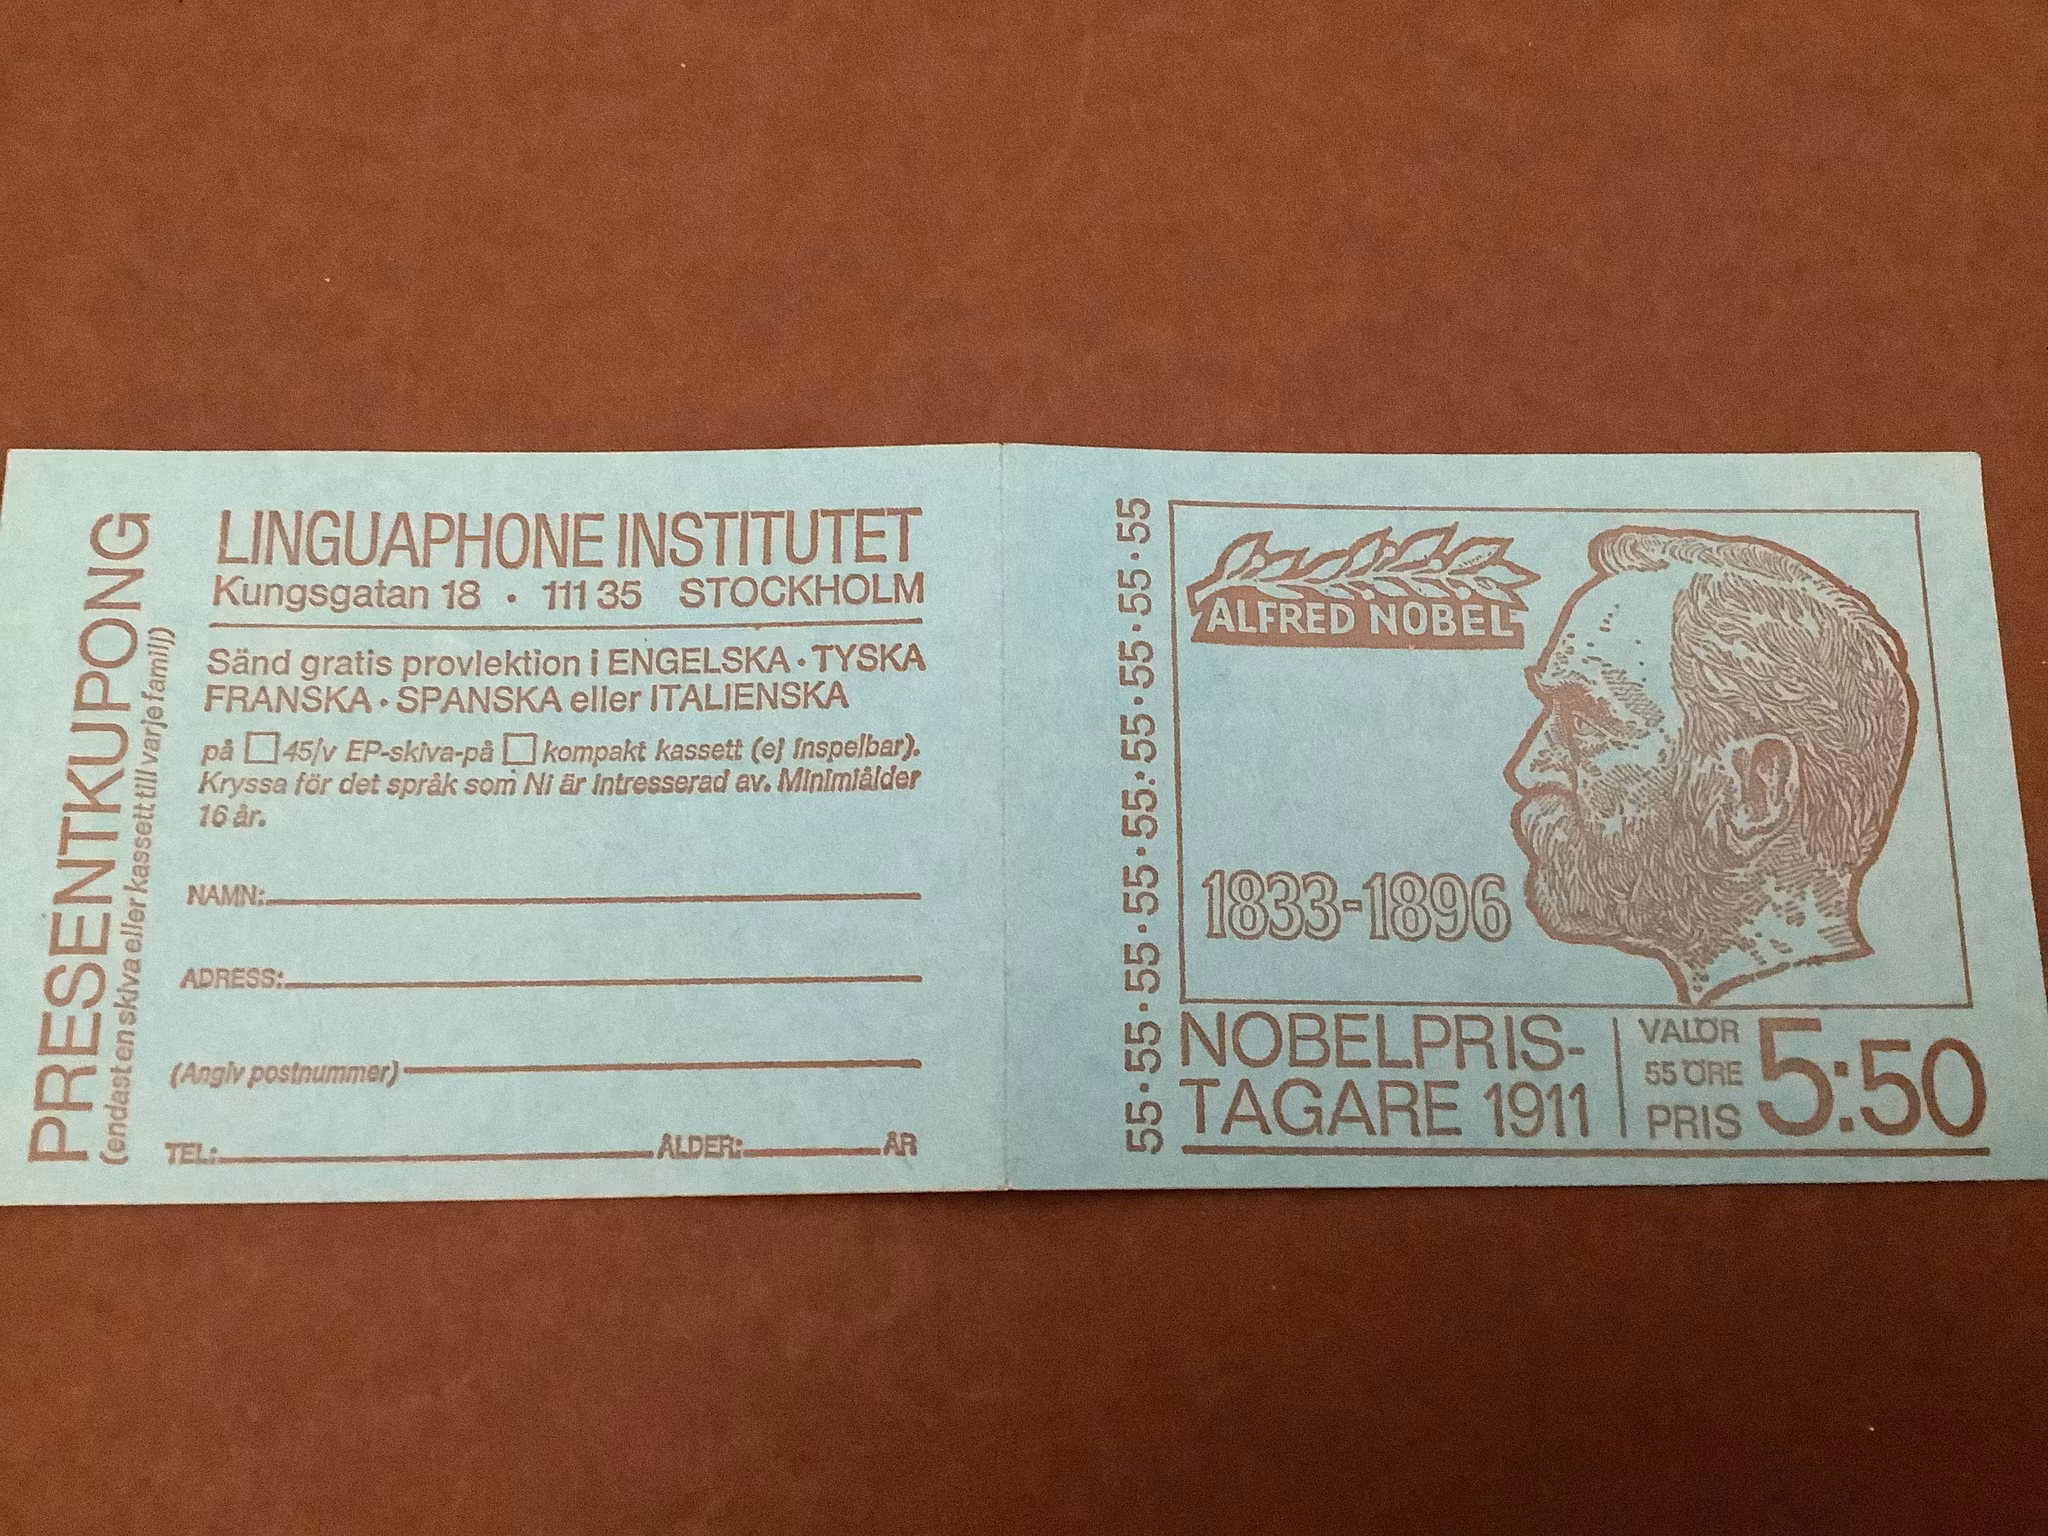 PRESENTKUPONG
(endast en skiva eller kassett till varje familj)
LINGUAPHONE INSTITUTET
Kungsgatan 18 · 111 35 STOCKHOLM
Sänd gratis provlektion i ENGELSKA · TYSKA
FRANSKA · SPANSKA eller ITALIENSKA
på □ 45/v EP-skiva-på □ kompakt kassett (ej inspelbar).
Kryssa för det språk som Ni är intresserad av. Minimiålder
16 år.
NAMN:
ADRESS:
(Angiv postnummer)
TEL: ÅLDER: ÅR
55·55·55·55·55·55·55·55·55·55
ALFRED NOBEL
1833-1896
NOBELPRIS-
TAGARE 1911
VALÖR
55 ÖRE
PRIS
5:50